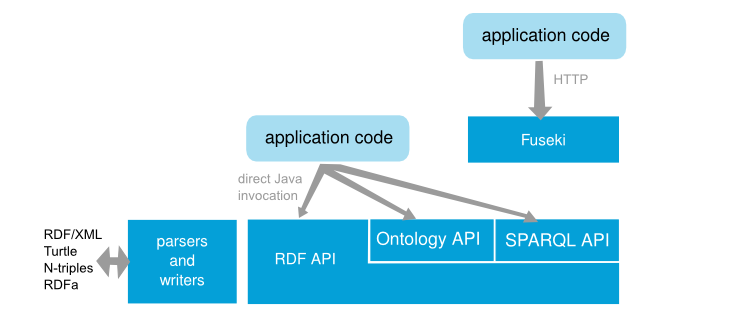 application code
HTTP
Fuseki
application code
direct Java
invocation
RDF/XML
Turtle
N-triples
RDFa
parsers
and
writers
RDF API
Ontology API
SPARQL API